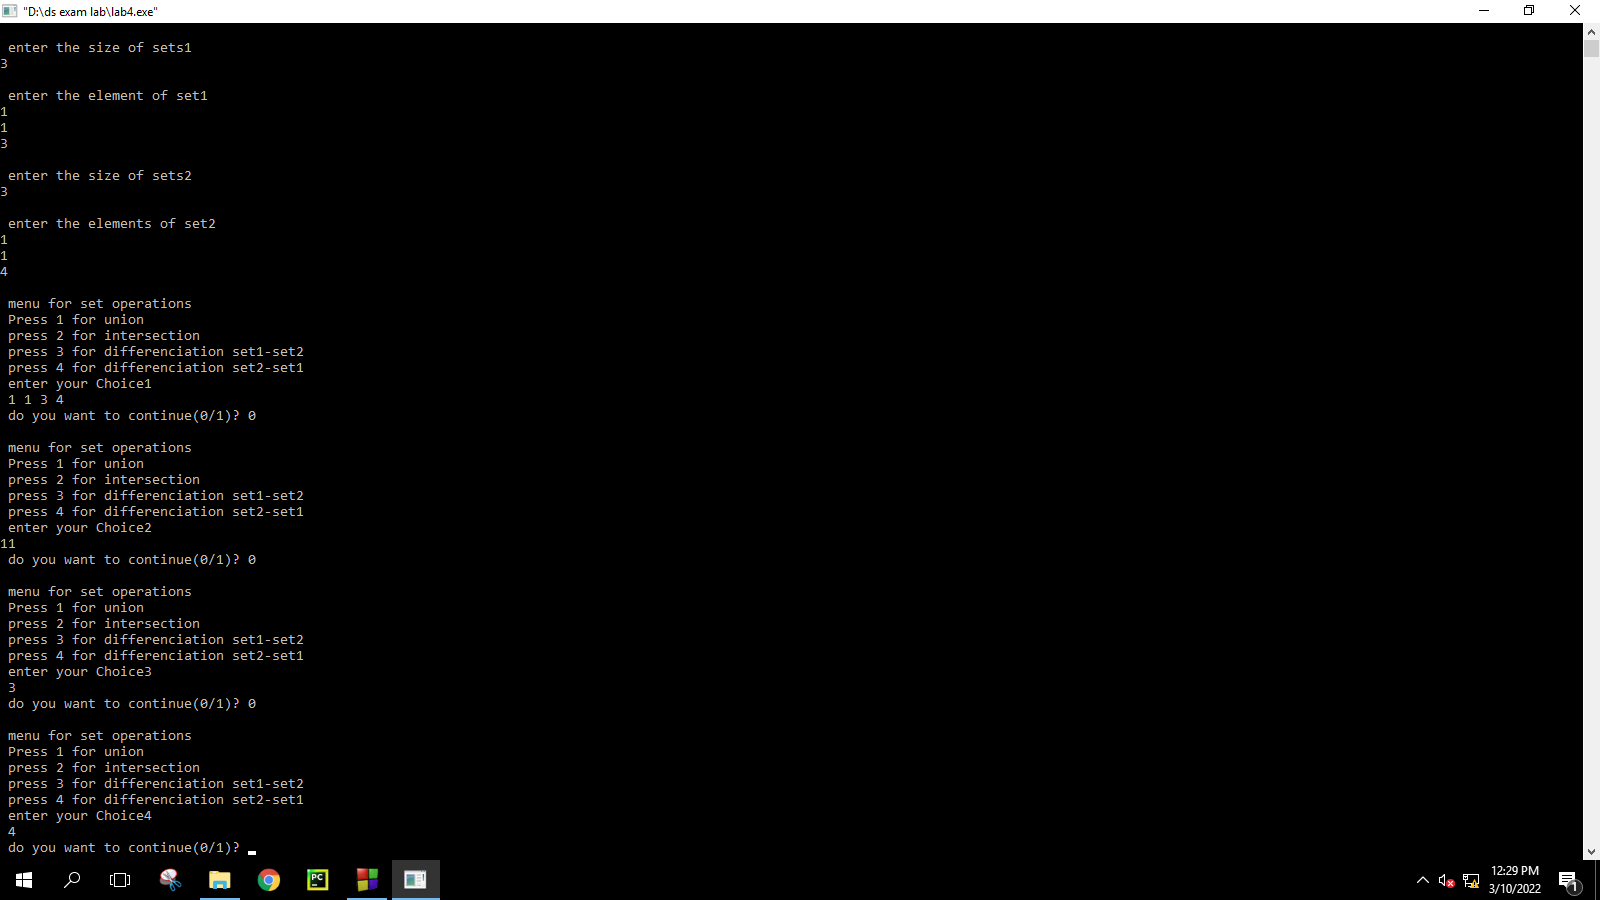 "D:\ds exam lab\lab4.exe"
enter the size of sets1
3
enter the element of set1
1
1
3
enter the size of sets2
3
enter the elements of set2
1
1
4
menu for set operations
Press 1 for union
press 2 for intersection
press 3 for differenciation set1-set2
press 4 for differenciation set2-set1
enter your Choice1
1 1 3 4
do you want to continue(0/1)? 0
menu for set operations
Press 1 for union
press 2 for intersection
press 3 for differenciation set1-set2
press 4 for differenciation set2-set1
enter your Choice2
11
do you want to continue(0/1)? 0
menu for set operations
Press 1 for union
press 2 for intersection
press 3 for differenciation set1-set2
press 4 for differenciation set2-set1
enter your Choice3
3
do you want to continue(0/1)? 0
menu for set operations
Press 1 for union
press 2 for intersection
press 3 for differenciation set1-set2
press 4 for differenciation set2-set1
enter your Choice4
4
do you want to continue(0/1)?
PC
12:29 PM
3/10/2022
1